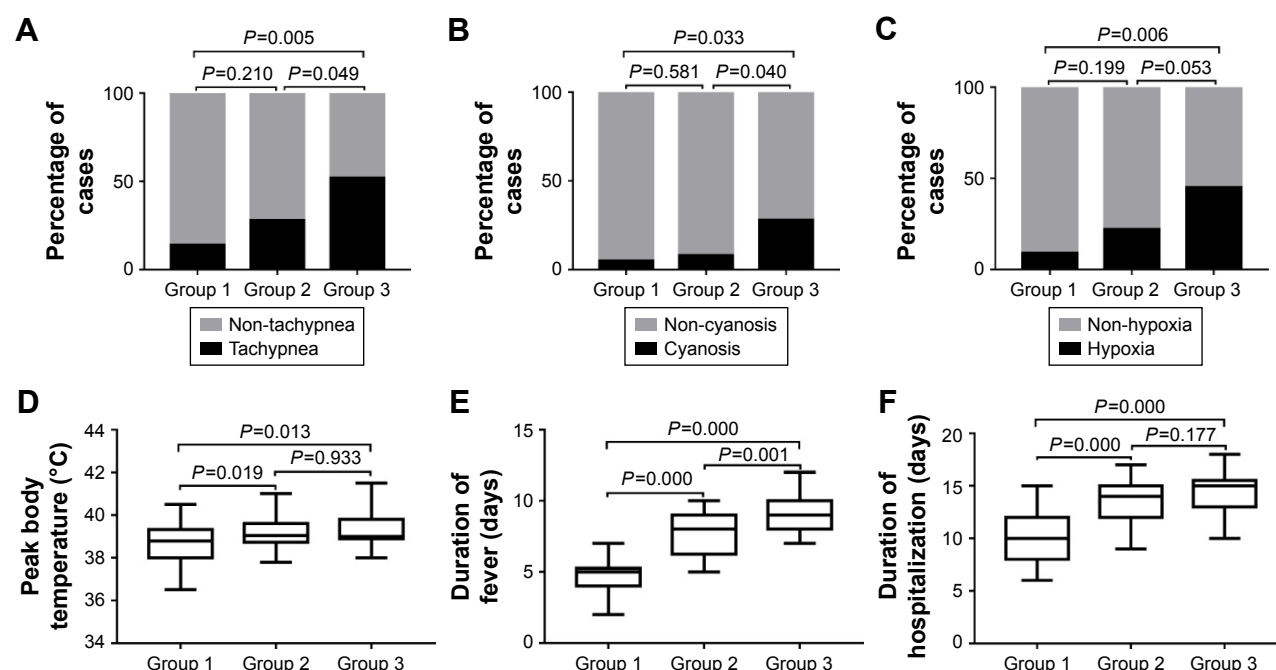 A
P=0.005
P=0.210
P=0.049
100
50
0
Percentage of
cases
Group 1
Group 2
Group 3
Non-tachypnea
Tachypnea
B
P=0.033
P=0.581
P=0.040
100
50
0
Percentage of
cases
Group 1
Group 2
Group 3
Non-cyanosis
Cyanosis
C
P=0.006
P=0.199
P=0.053
100
50
0
Percentage of
cases
Group 1
Group 2
Group 3
Non-hypoxia
Hypoxia
D
P=0.013
P=0.019
P=0.933
44
42
40
38
36
34
Peak body
temperature (°C)
Group 1
Group 2
Group 3
E
P=0.000
P=0.001
P=0.000
15
10
5
0
Duration of
fever (days)
Group 1
Group 2
Group 3
F
P=0.000
P=0.000
P=0.177
20
15
10
5
0
Duration of
hospitalization (days)
Group 1
Group 2
Group 3